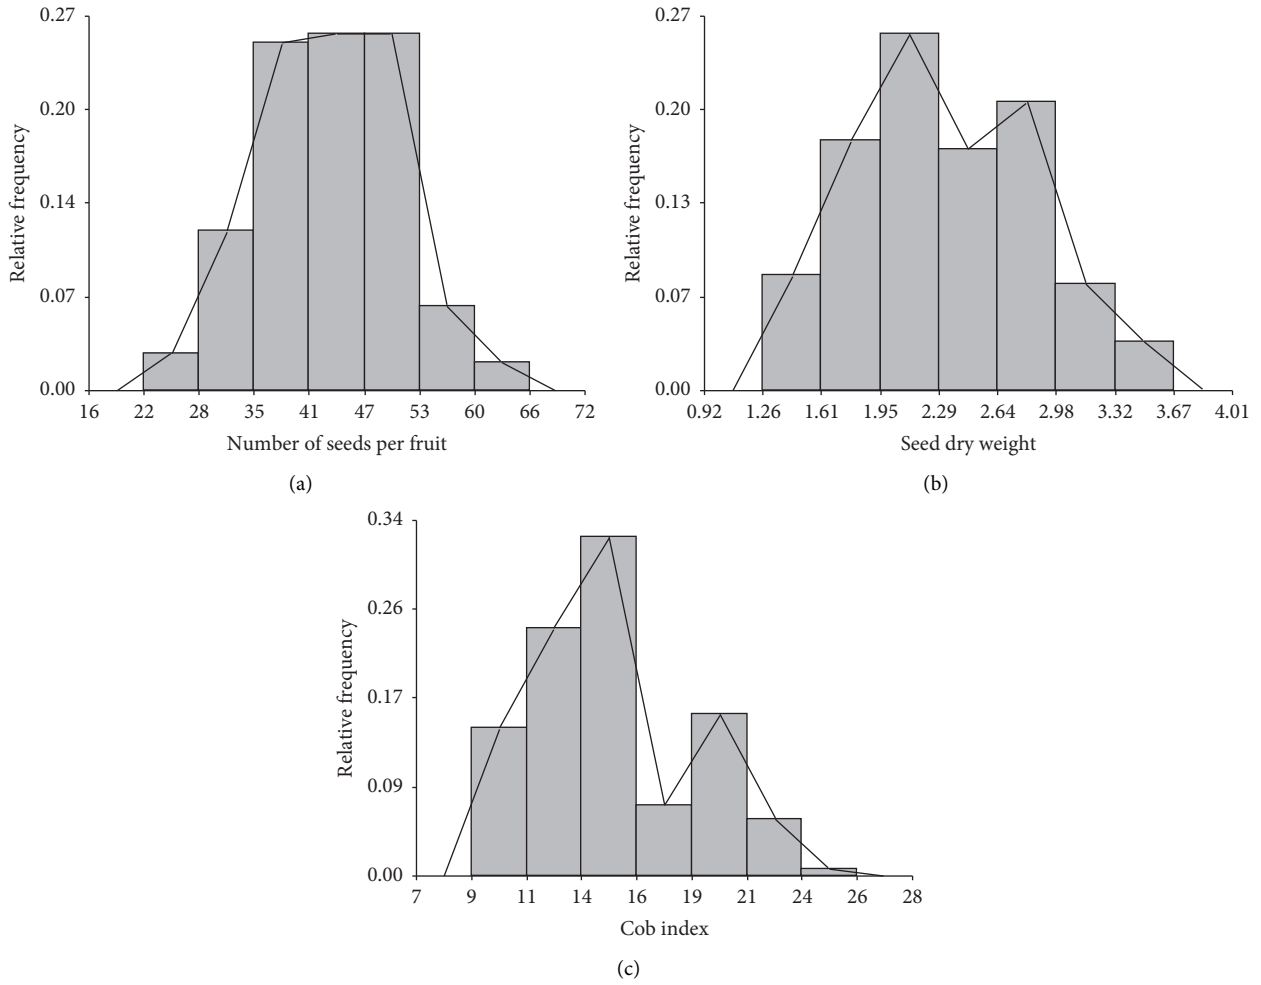 0.27
0.20
0.14
0.07
0.00
Relative frequency
16 22 28 35 41 47 53 60 66 72
Number of seeds per fruit
(a)
0.27
0.20
0.13
0.07
0.00
Relative frequency
0.92 1.26 1.61 1.95 2.29 2.64 2.98 3.32 3.67 4.01
Seed dry weight
(b)
0.34
0.26
0.17
0.09
0.00
Relative frequency
7 9 11 14 16 19 21 24 26 28
Cob index
(c)